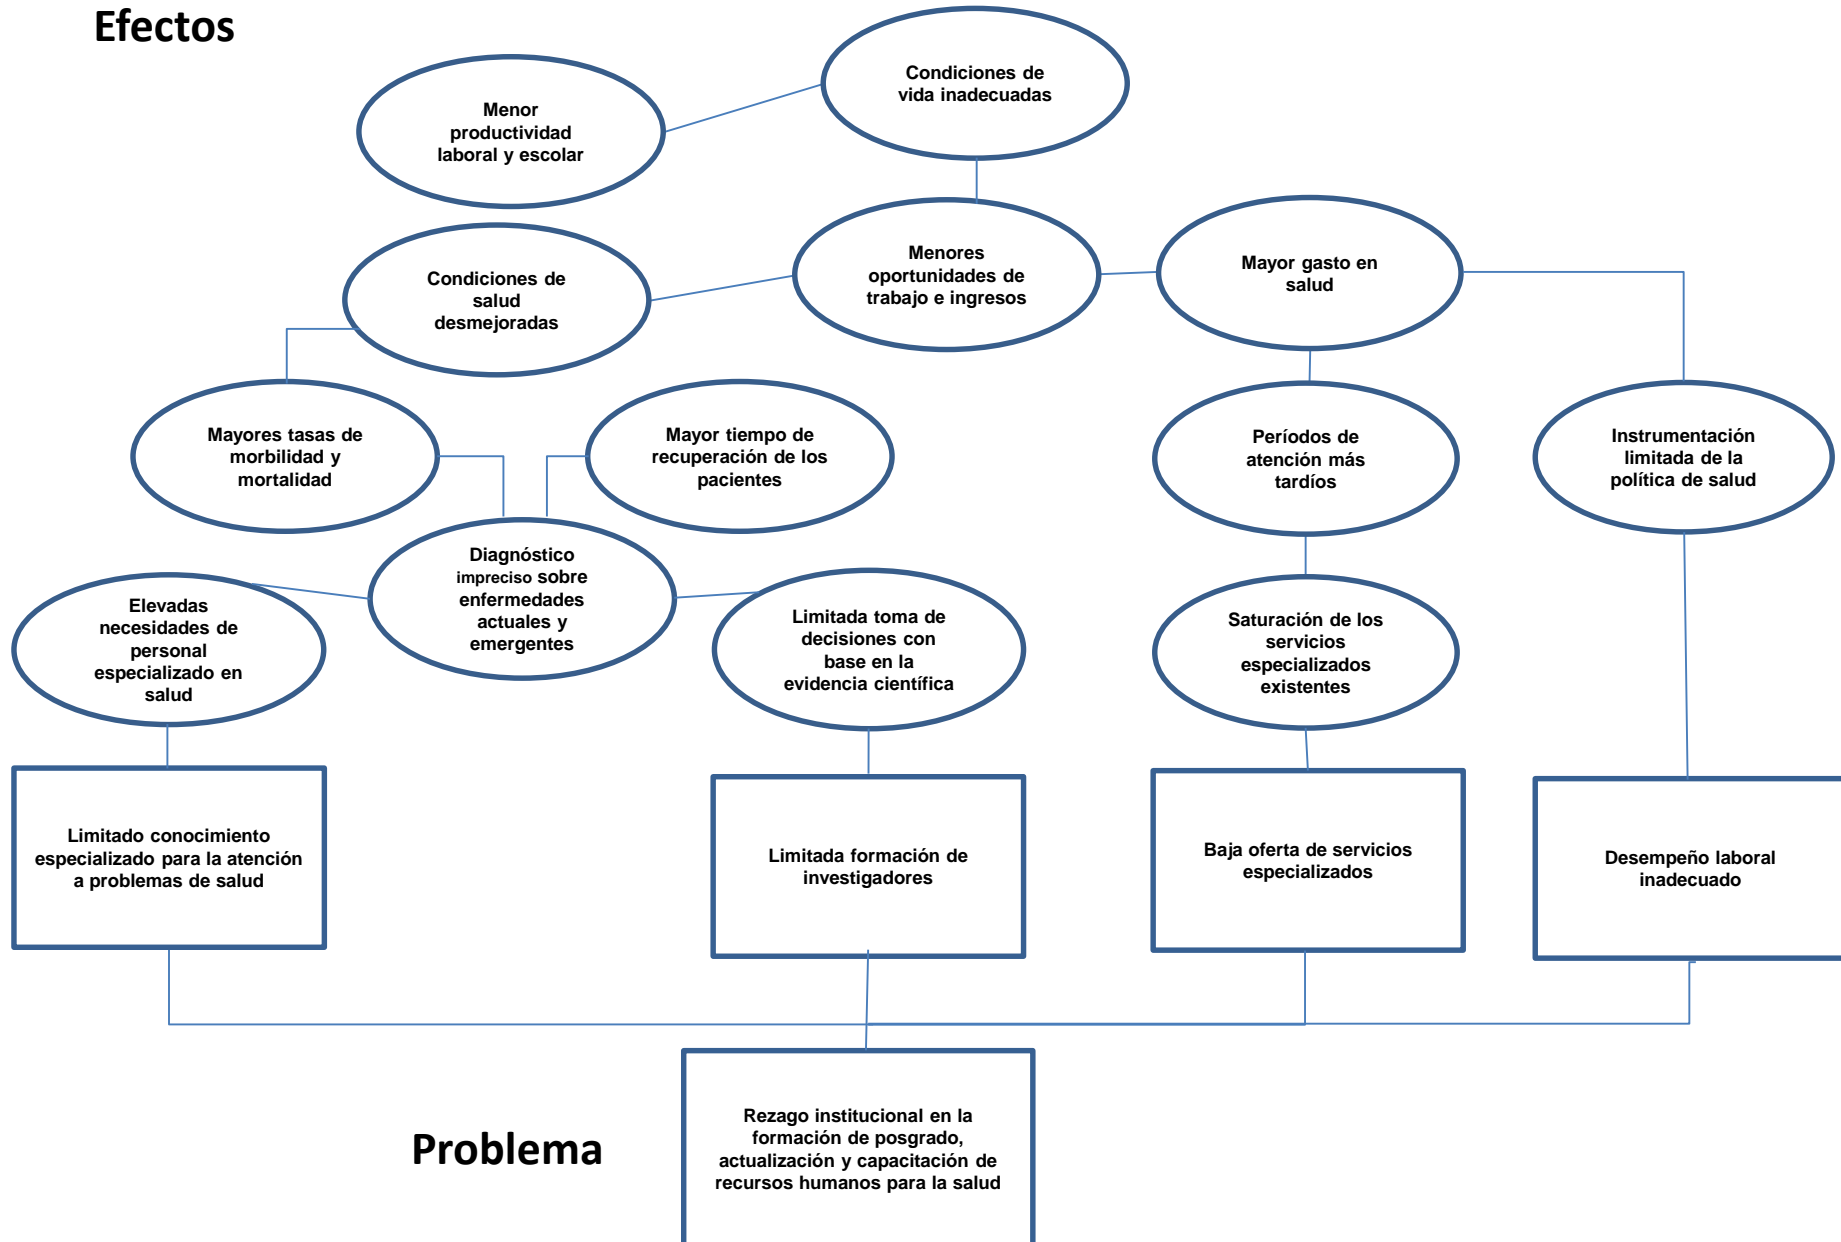 Efectos
Condiciones de
vida inadecuadas
Menor
productividad
laboral y escolar
Condiciones de
salud
desmejoradas
Menores
oportunidades de
trabajo e ingresos
Mayor gasto en
salud
Mayores tasas de
morbilidad y
mortalidad
Mayor tiempo de
recuperación de los
pacientes
Períodos de
atención más
tardíos
Instrumentación
limitada de la
política de salud
Diagnóstico
impreciso sobre
enfermedades
actuales y
emergentes
Elevadas
necesidades de
personal
especializado en
salud
Limitada toma de
decisiones con
base en la
evidencia científica
Saturación de los
servicios
especializados
existentes
Limitado conocimiento
especializado para la atención
a problemas de salud
Limitada formación de
investigadores
Baja oferta de servicios
especializados
Desempeño laboral
inadecuado
Problema
Rezago institucional en la
formación de posgrado,
actualización y capacitación de
recursos humanos para la salud